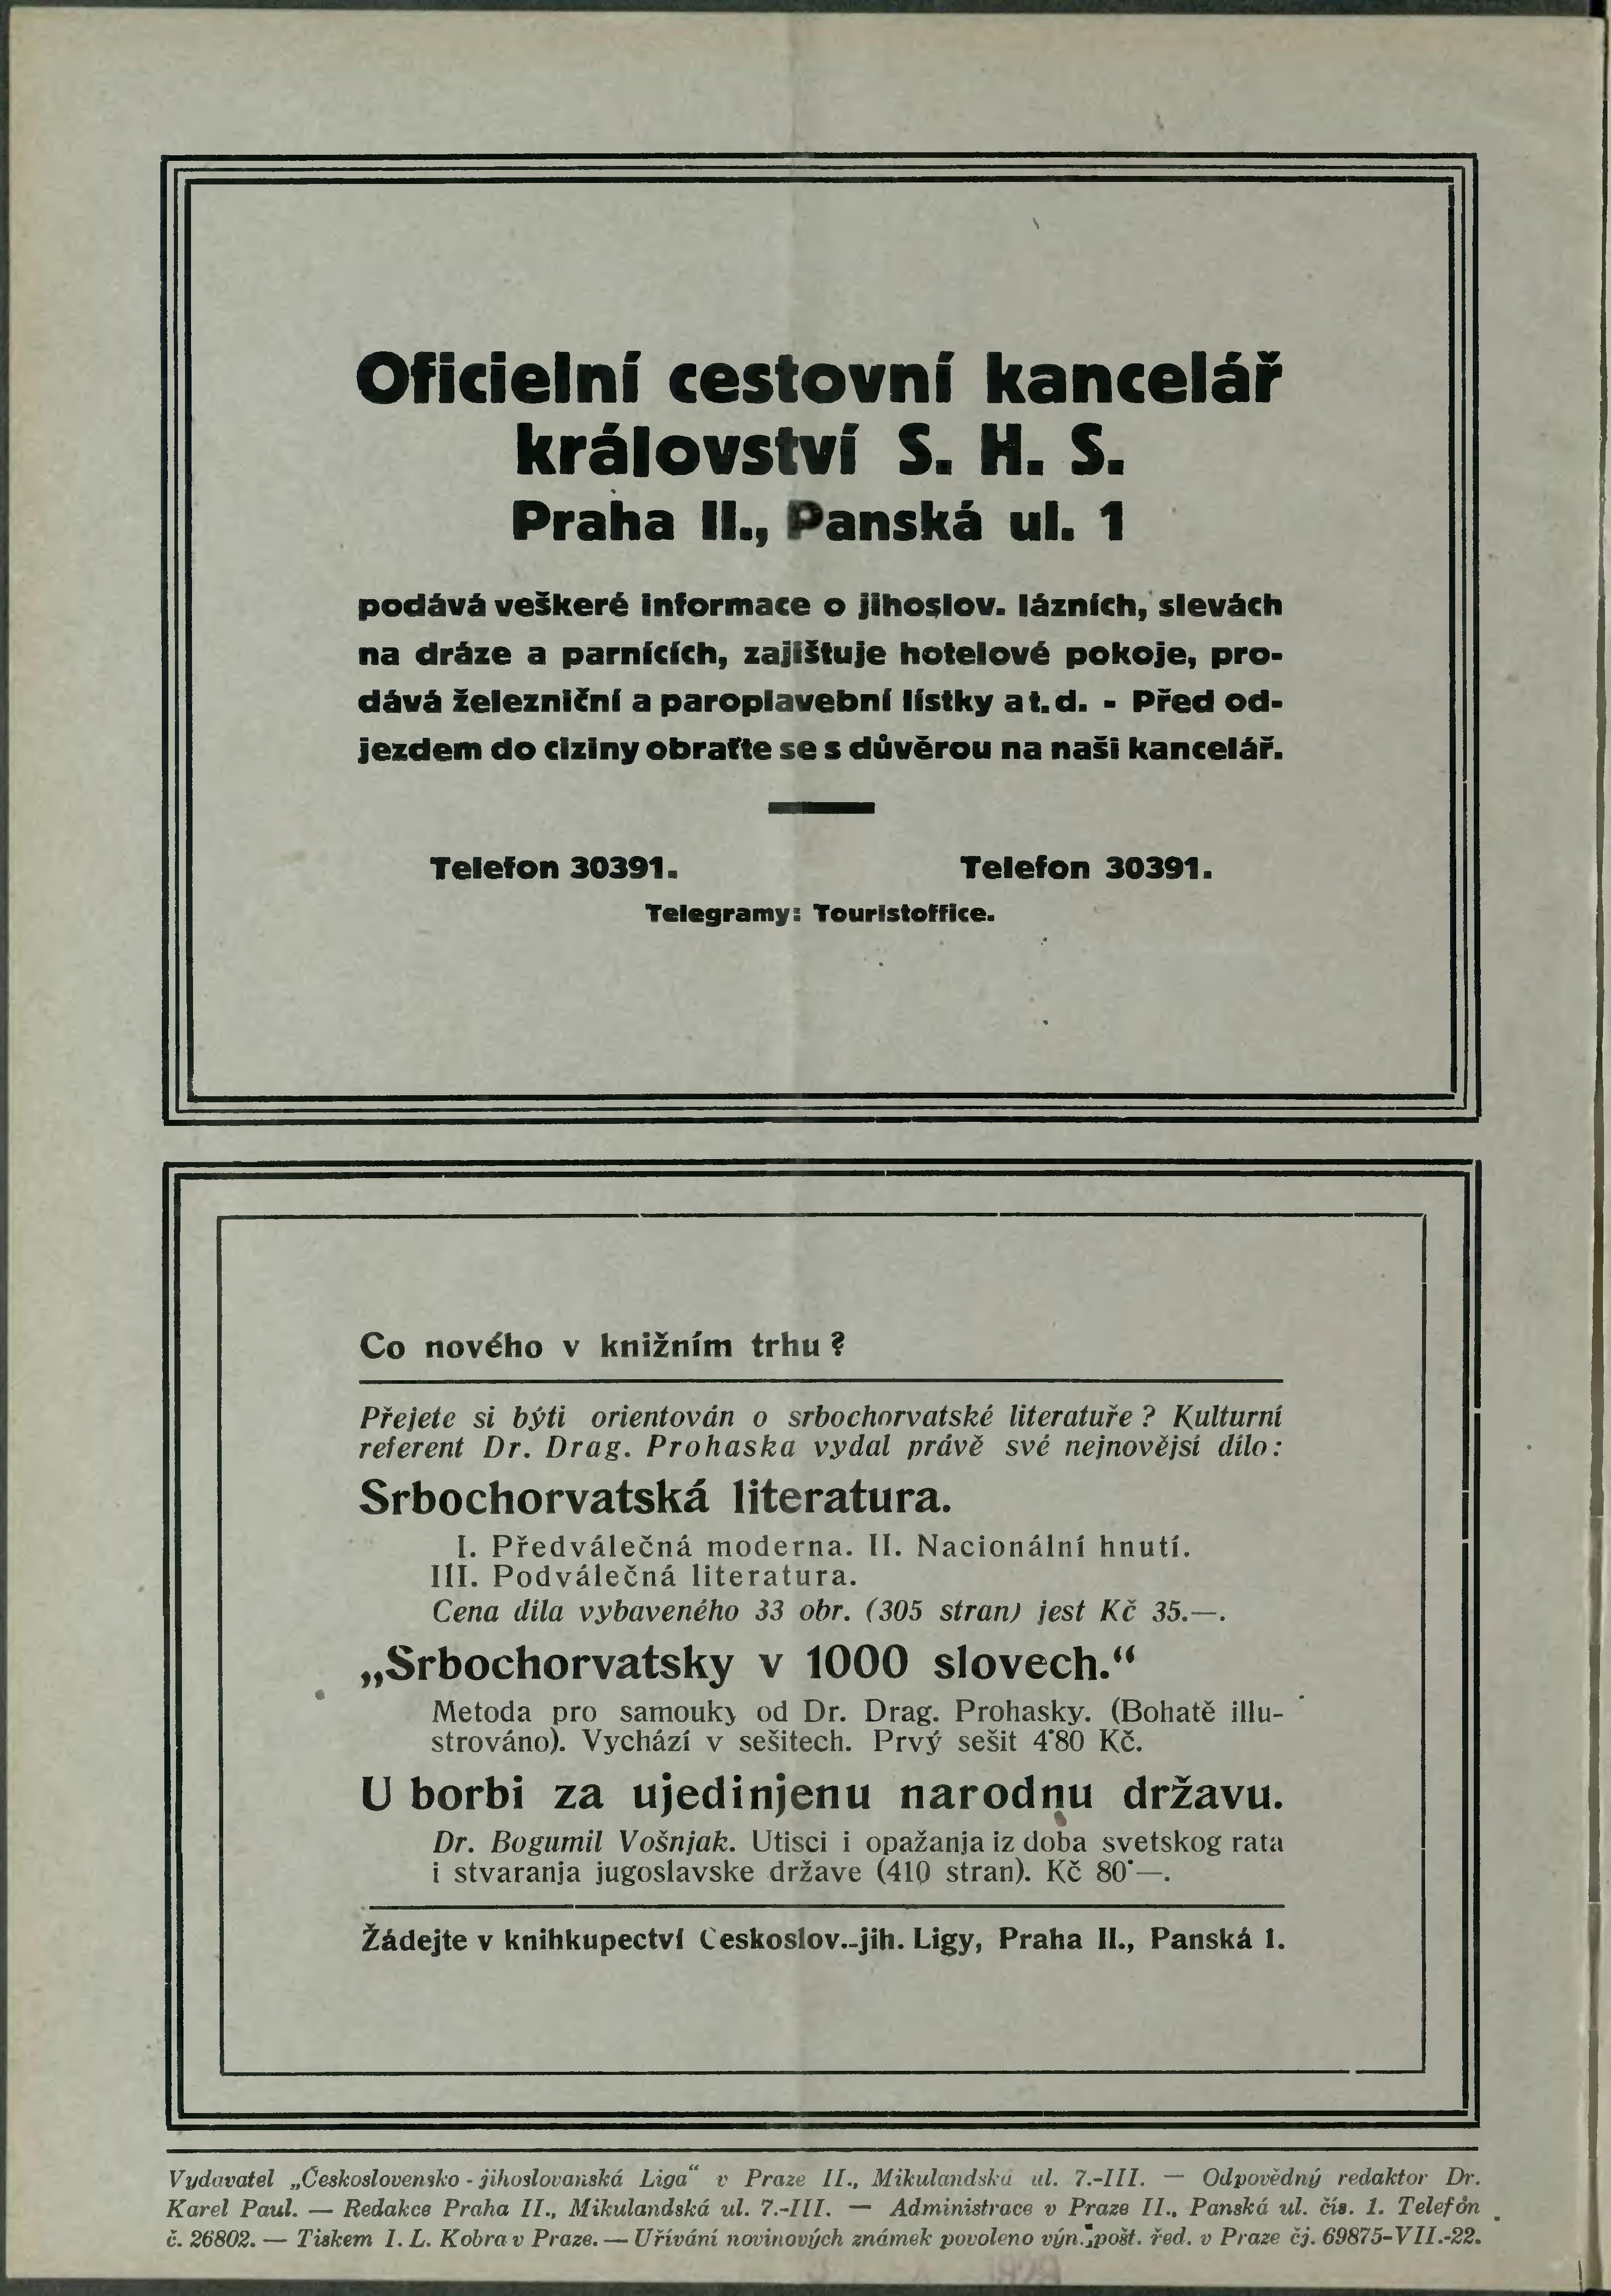 Oficielní cestovní kancelář
království S. H. S.
Praha II., Panská ul. 1
podává veškeré informace o jihoslov. lázních, slevách
na dráze a parnících, zajištuje hotelové pokoje, pro-
dává železniční a paroplavební lístky a t. d. - Před od-
jezdem do ciziny obraťte se s důvěrou na naši kancelář.
Telefon 30391. Telefon 30391.
Telegramy: Touristoffice.
Co nového v knižním trhu?
Přejete si býti orientován o srbochorvatské literatuře? Kulturní
referent Dr. Drag. Prohaska vydal právě své nejnovějsí dílo:
Srbochorvatská literatura.
I. Předválečná moderna. II. Nacionální hnutí.
III. Podválečná literatura.
Cena díla vybaveného 33 obr. (305 stran) jest Kč 35.—.
„Srbochorvatsky v 1000 slovech.“
Metoda pro samouky od Dr. Drag. Prohasky. (Bohatě illu-
strováno). Vychází v sešitech. Prvý sešit 4·80 Kč.
U borbi za ujedinjenu narodnu državu.
Dr. Bogumil Vošnjak. Utisci i opažanja iz doba svetskog rata
i stvaranja jugoslavske države (410 stran). Kč 80·—.
Žádejte v knihkupectví Českoslov.-jih. Ligy, Praha II., Panská 1.
Vydavatel „Československo - jihoslovanská Liga“ v Praze II., Mikulandská ul. 7.-III. — Odpovědný redaktor Dr.
Karel Paul. — Redakce Praha II., Mikulandská ul. 7.-III. — Administrace v Praze II., Panská ul. čís. 1. Telefón
č. 26802. — Tiskem I. L. Kobra v Praze. — Uřívání novinových známek povoleno výn. pošt. řed. v Praze čj. 69875-VII.-22.